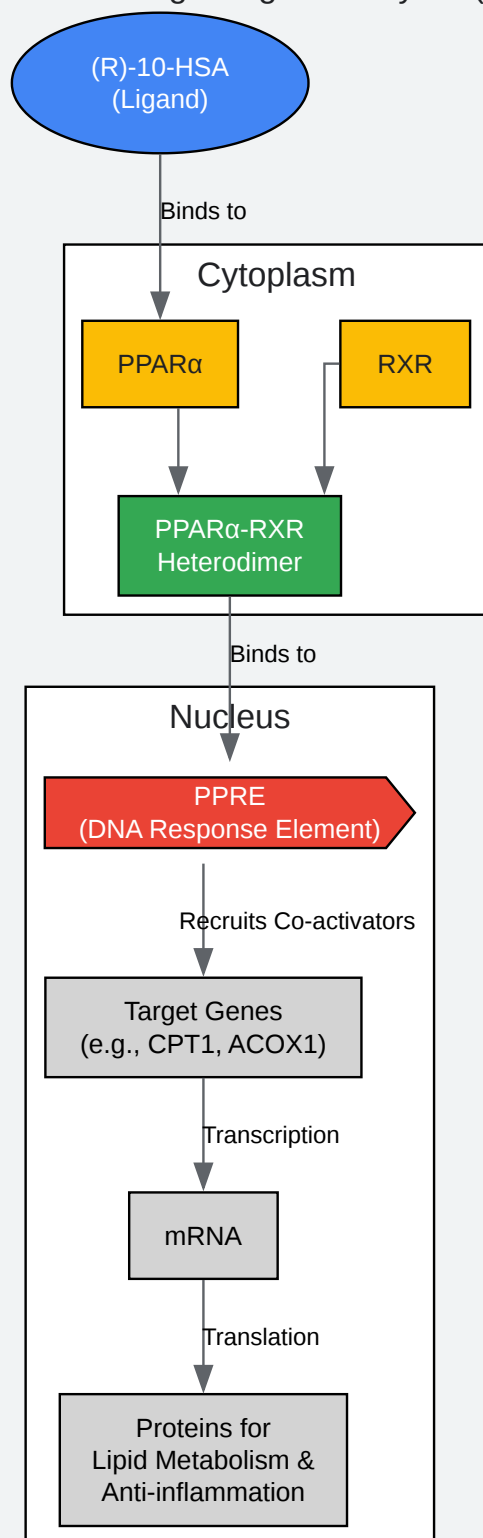 (R)-10-HSA
(Ligand)
Binds to
Cytoplasm
PPARα
RXR
PPARα-RXR
Heterodimer
Binds to
Nucleus
PPRE
(DNA Response Element)
Recruits Co-activators
Target Genes
(e.g., CPT1, ACOX1)
Transcription
mRNA
Translation
Proteins for
Lipid Metabolism &
Anti-inflammation